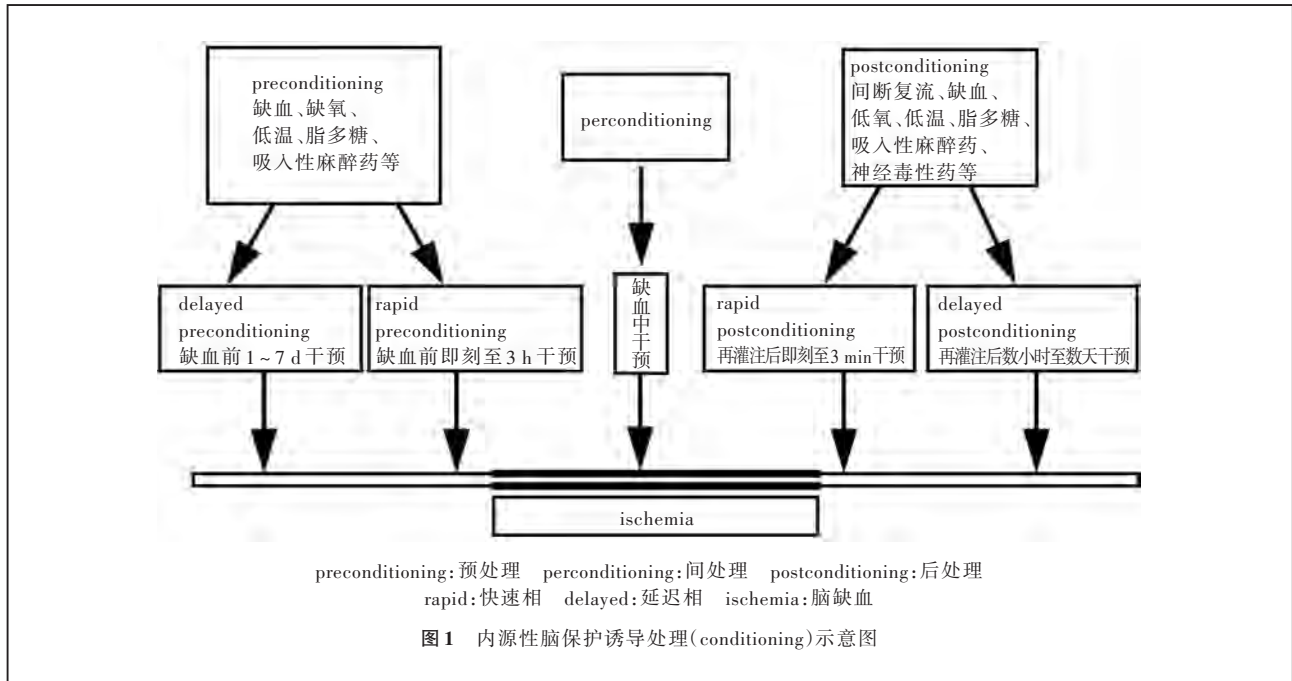 preconditioning
缺血、缺氧、
低温、脂多糖、
吸入性麻醉药等
perconditioning
postconditioning
间断复流、缺血、
低氧、低温、脂多糖、
吸入性麻醉药、
神经毒性药等
delayed
preconditioning
缺血前1~7 d干预
rapid
preconditioning
缺血前即刻至3 h干预
缺血中干预
rapid
postconditioning
再灌注后即刻至3 min干预
delayed
postconditioning
再灌注后数小时至数天干预
ischemia
preconditioning:预处理 perconditioning:间处理 postconditioning:后处理
rapid:快速相 delayed:延迟相 ischemia:脑缺血
图1 内源性脑保护诱导处理(conditioning)示意图